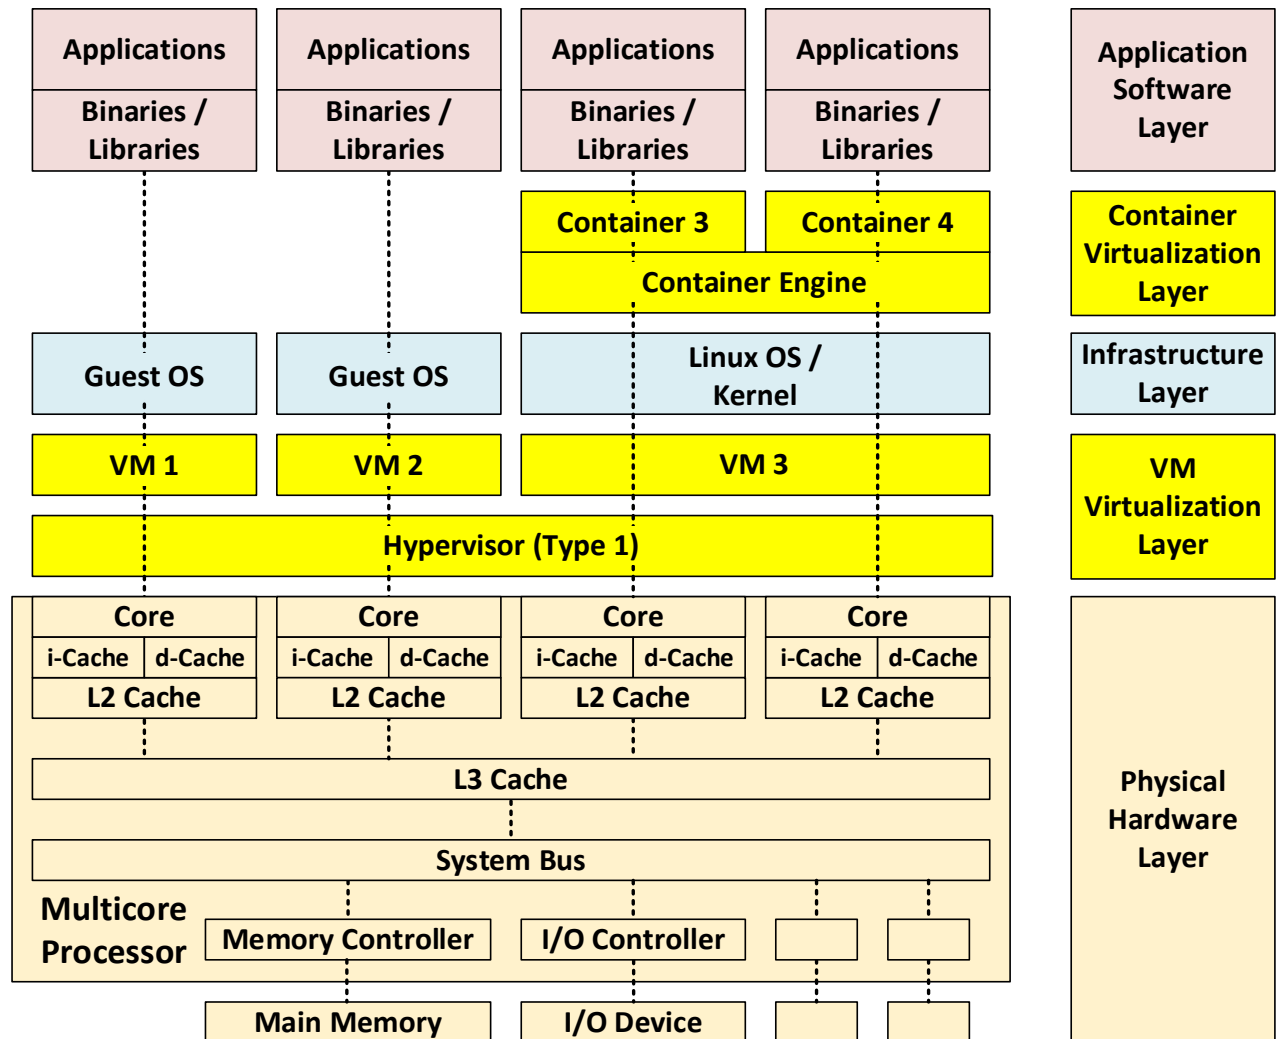 Applications
Applications
Applications
Applications
Application
Software
Layer
Binaries /
Libraries
Binaries /
Libraries
Binaries /
Libraries
Binaries /
Libraries
Container 3
Container 4
Container Engine
Container
Virtualization
Layer
Guest OS
Guest OS
Linux OS /
Kernel
Infrastructure
Layer
VM 1
VM 2
VM 3
Hypervisor (Type 1)
VM
Virtualization
Layer
Core
Core
Core
Core
i-Cache
d-Cache
i-Cache
d-Cache
i-Cache
d-Cache
i-Cache
d-Cache
L2 Cache
L2 Cache
L2 Cache
L2 Cache
L3 Cache
System Bus
Physical
Hardware
Layer
Multicore
Processor
Memory Controller
I/O Controller
Main Memory
I/O Device